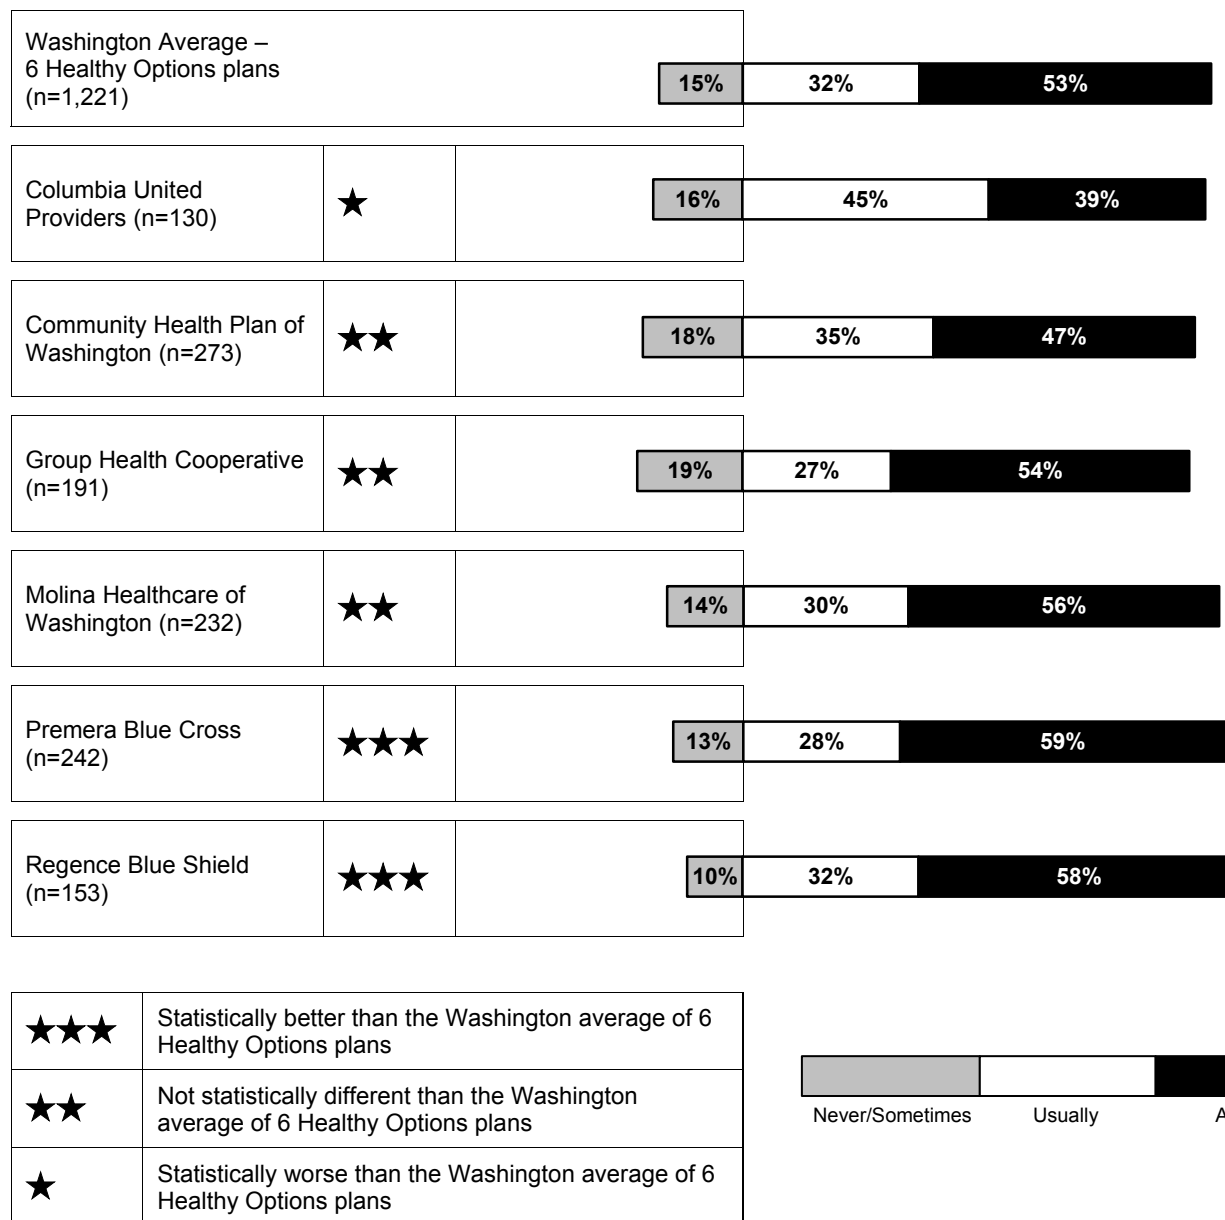 Washington Average –
6 Healthy Options plans
(n=1,221)
15% 32% 53%
Columbia United
Providers (n=130)
★
16% 45% 39%
Community Health Plan of
Washington (n=273)
★★
18% 35% 47%
Group Health Cooperative
(n=191)
★★
19% 27% 54%
Molina Healthcare of
Washington (n=232)
★★
14% 30% 56%
Premera Blue Cross
(n=242)
★★★
13% 28% 59%
Regence Blue Shield
(n=153)
★★★
10% 32% 58%
★★★
Statistically better than the Washington average of 6
Healthy Options plans
★★
Not statistically different than the Washington
average of 6 Healthy Options plans
★
Statistically worse than the Washington average of 6
Healthy Options plans
Never/Sometimes Usually